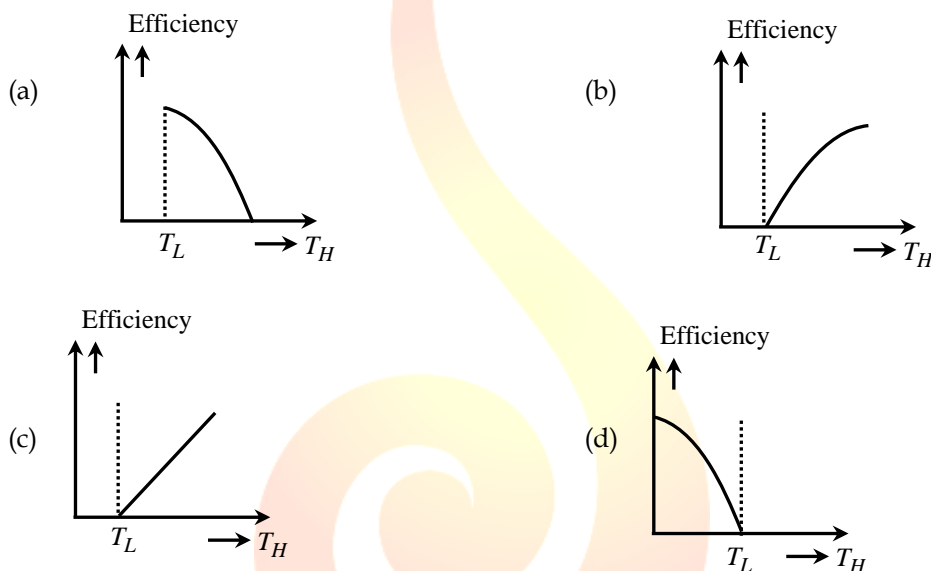 Efficiency
(a)
T_L
T_H
Efficiency
(b)
T_L
T_H
Efficiency
(c)
T_L
T_H
Efficiency
(d)
T_L
T_H